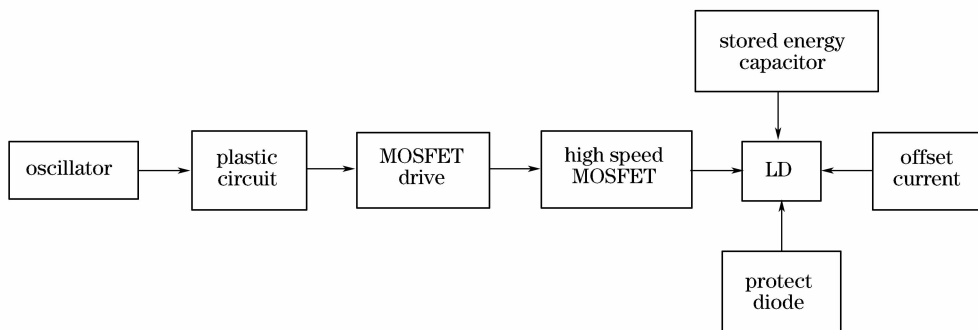 stored energy
capacitor
oscillator
plastic
circuit
MOSFET
drive
high speed
MOSFET
LD
offset
current
protect
diode